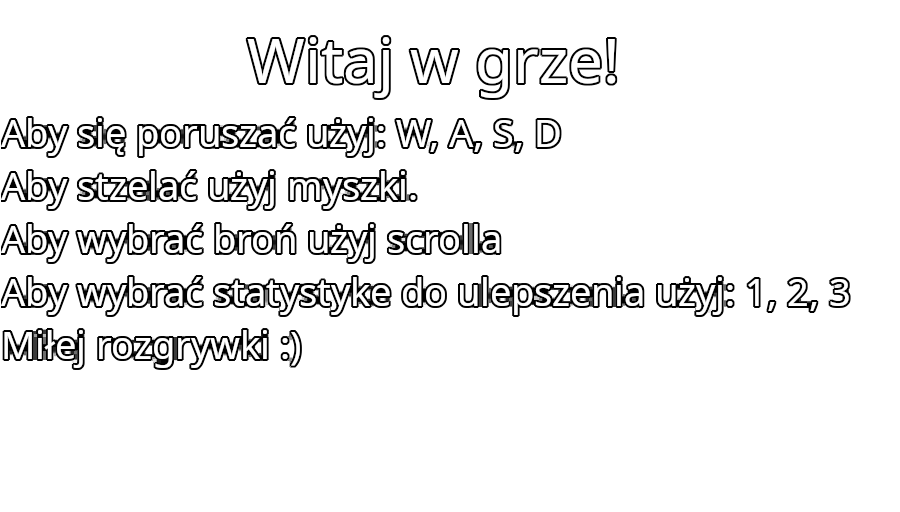 Witaj w grze!
Aby się poruszać użyj: W, A, S, D
Aby stzelać użyj myszki.
Aby wybrać broń użyj scrolla
Aby wybrać statystyke do ulepszenia użyj: 1, 2, 3
Miłej rozgrywki :)